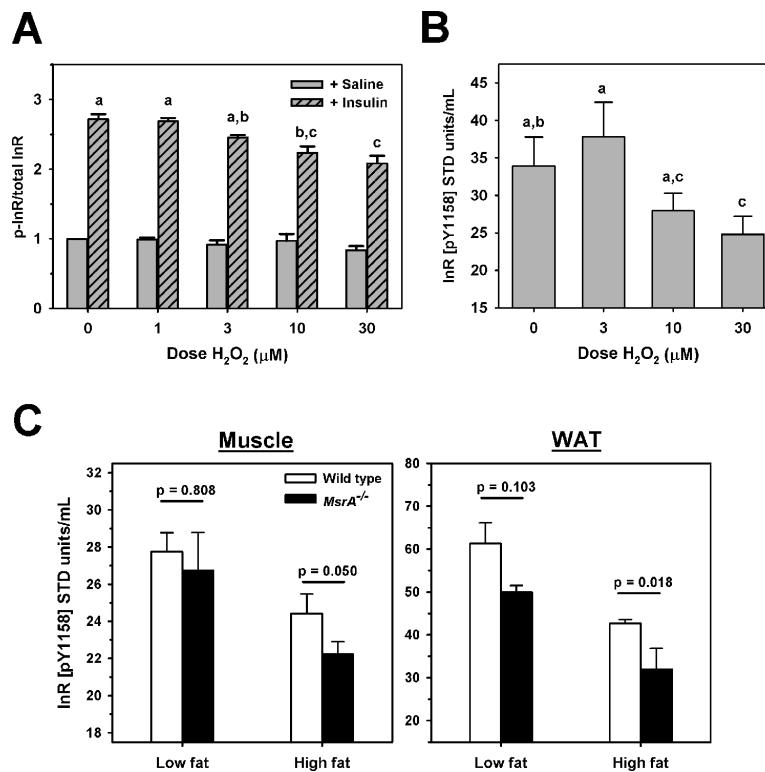 A
p-InR/total InR
3
2
1
0
+ Saline
+ Insulin
a
a
a,b
b,c
c
0
1
3
10
30
Dose H₂O₂ (µM)
B
InR [pY1158] STD units/mL
45
40
35
30
25
20
15
a,b
a
a,c
c
0
3
10
30
Dose H₂O₂ (µM)
C
Muscle
InR [pY1158] STD units/mL
32
30
28
26
24
22
20
18
Wild type
MsrA⁻/⁻
p = 0.808
p = 0.050
Low fat
High fat
WAT
80
70
60
50
40
30
20
p = 0.103
p = 0.018
Low fat
High fat